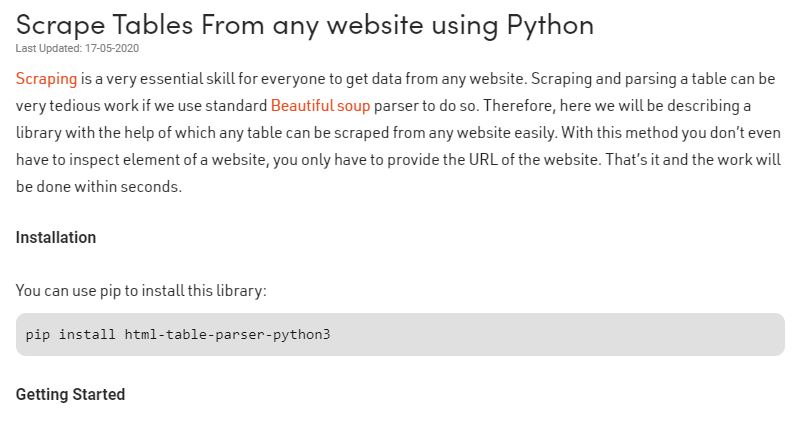 Scrape Tables From any website using Python
Last Updated: 17-05-2020
Scraping is a very essential skill for everyone to get data from any website. Scraping and parsing a table can be
very tedious work if we use standard Beautiful soup parser to do so. Therefore, here we will be describing a
library with the help of which any table can be scraped from any website easily. With this method you don’t even
have to inspect element of a website, you only have to provide the URL of the website. That’s it and the work will
be done within seconds.
Installation
You can use pip to install this library:
pip install html-table-parser-python3
Getting Started